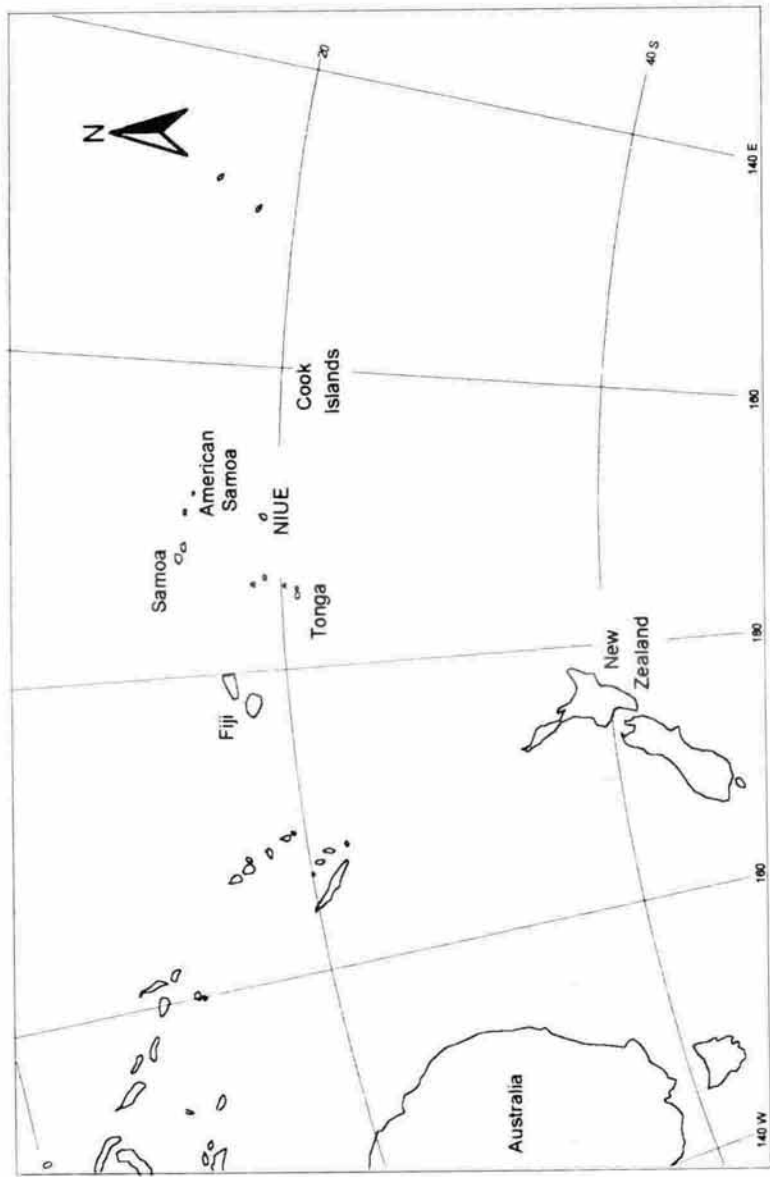 N
20
Samoa
American
Samoa
NIUE
Cook
Islands
Fiji
Tonga
Australia
New
Zealand
40 S
140 W
160
180
160
140 E